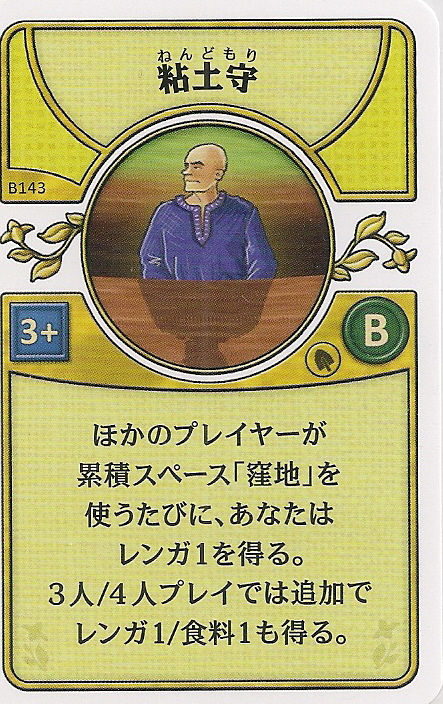 ねんどもり
粘土守
B143
3+
B
ほかのプレイヤーが
累積スペース「窪地」を
使うたびに、あなたは
レンガ1を得る。
3人/4人プレイでは追加で
レンガ1/食料1も得る。